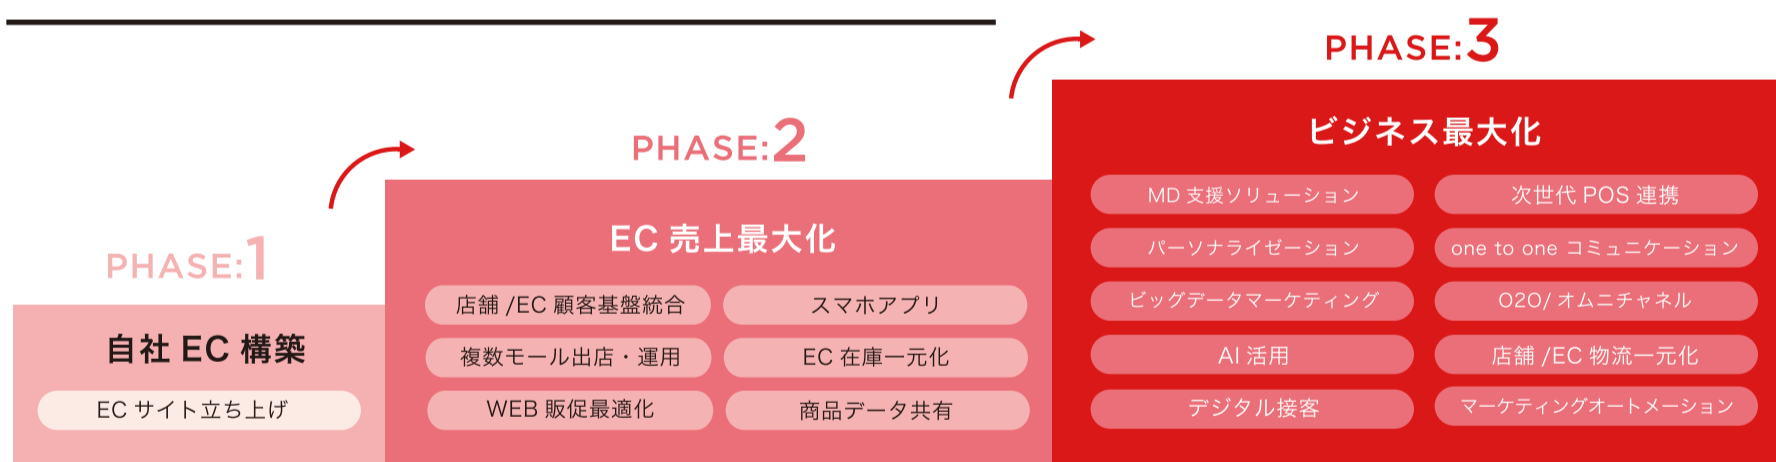 PHASE:1
自社 EC 構築
EC サイト立ち上げ
PHASE:2
EC 売上最大化
店舗 /EC 顧客基盤統合
スマホアプリ
複数モール出店・運用
EC 在庫一元化
WEB 販促最適化
商品データ共有
PHASE:3
ビジネス最大化
MD 支援ソリューション
次世代 POS 連携
パーソナライゼーション
one to one コミュニケーション
ビッグデータマーケティング
O2O/ オムニチャネル
AI 活用
店舗 /EC 物流一元化
デジタル接客
マーケティングオートメーション